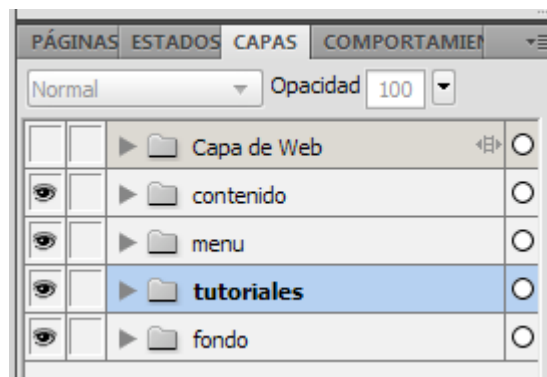 PÁGINAS ESTADOS CAPAS COMPORTAMIEN
Normal Opacidad 100
Capa de Web
contenido
menu
tutoriales
fondo